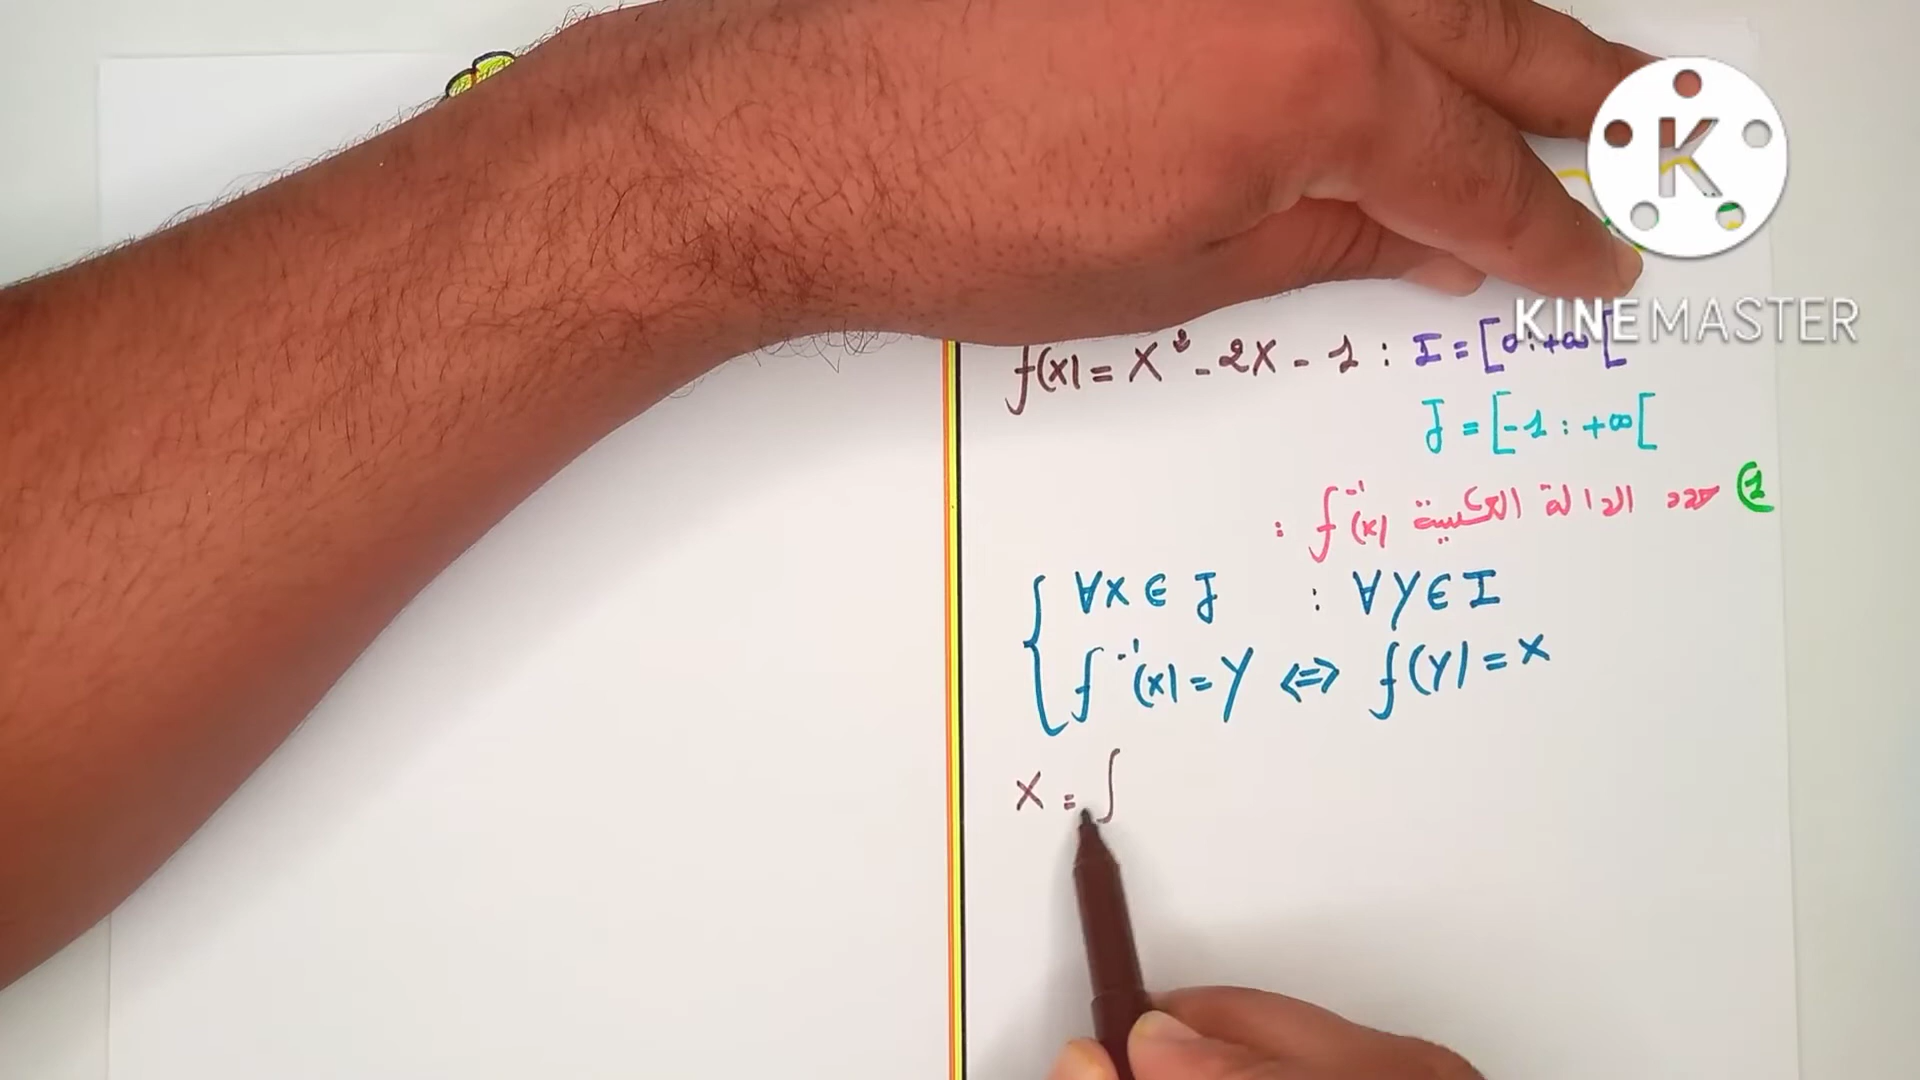 f(x) = x² - 2x - 1 : I = [0 ; +∞[
J = [-1 : +∞[
① حدد الدالة العكسية f⁻¹(x) :
∀x ∈ J : ∀y ∈ I
f⁻¹(x) = y ⇔ f(y) = x
x = f
K
KINEMASTER